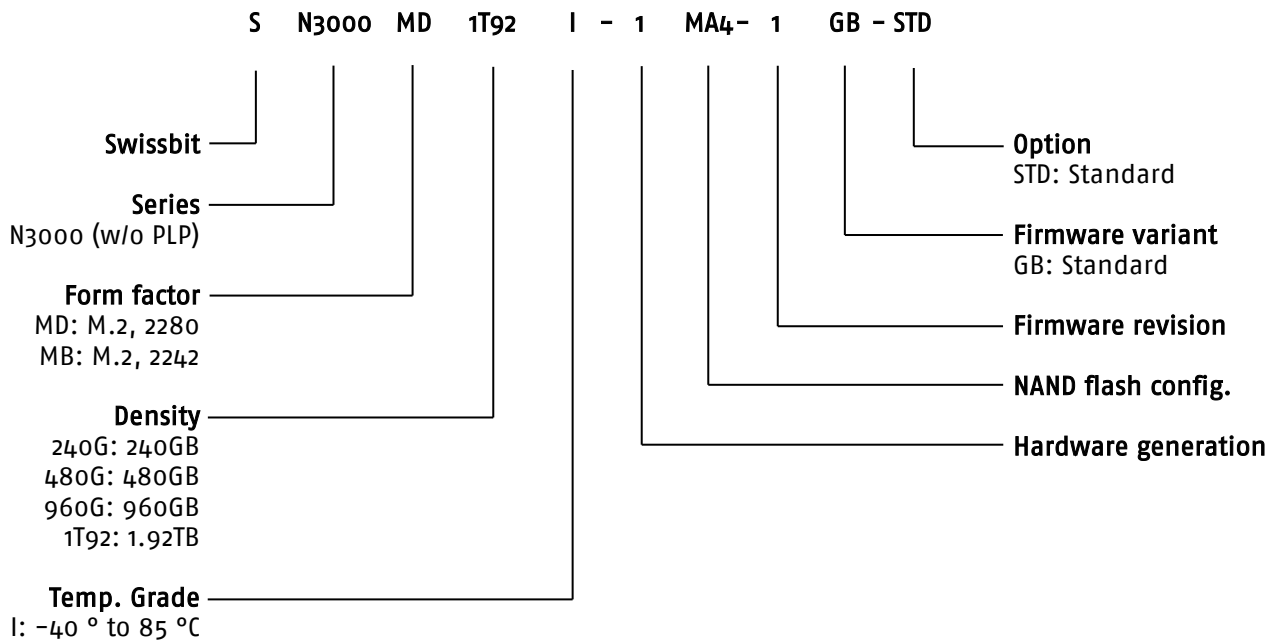 S N3000 MD 1T92 I - 1 MA4- 1 GB - STD
Swissbit
Series
N3000 (w/o PLP)
Form factor
MD: M.2, 2280
MB: M.2, 2242
Density
240G: 240GB
480G: 480GB
960G: 960GB
1T92: 1.92TB
Temp. Grade
I: -40 ° to 85 °C
Option
STD: Standard
Firmware variant
GB: Standard
Firmware revision
NAND flash config.
Hardware generation